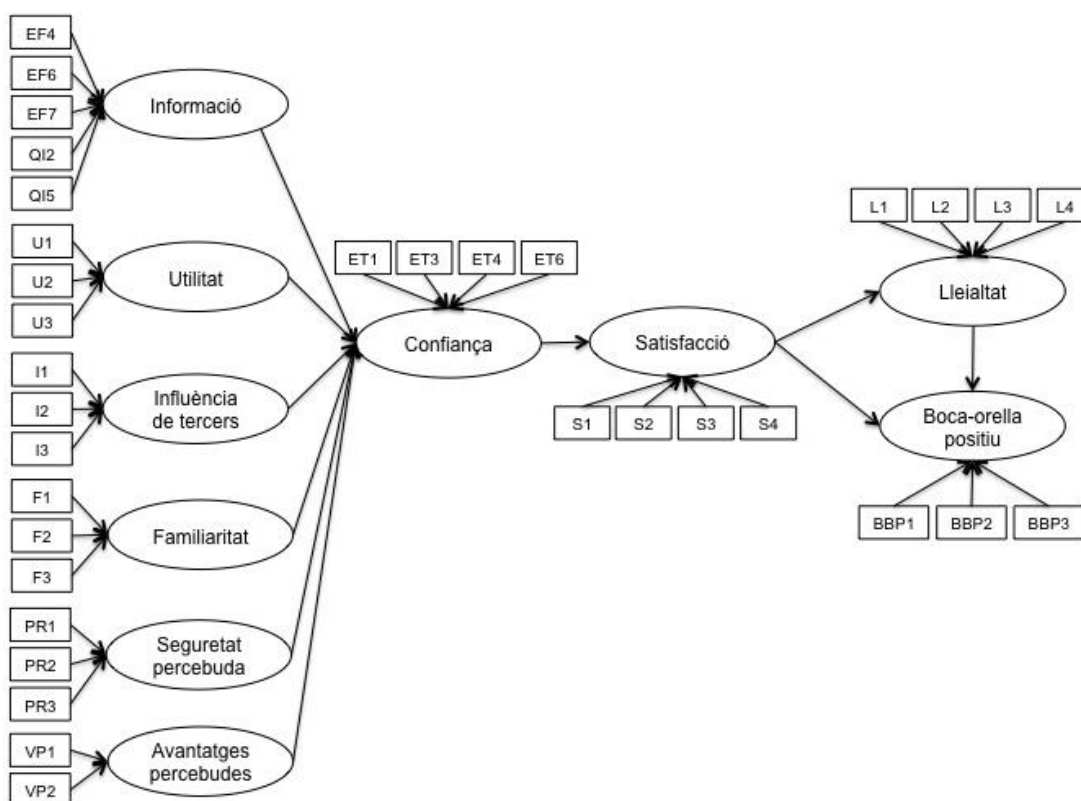 EF4
EF6
EF7
QI2
QI5
Informació
U1
U2
U3
Utilitat
I1
I2
I3
Influència
de tercers
F1
F2
F3
Familiaritat
PR1
PR2
PR3
Seguretat
percebuda
VP1
VP2
Avantatges
percebudes
ET1
ET3
ET4
ET6
Confiança
Satisfacció
S1
S2
S3
S4
L1
L2
L3
L4
Lleialtat
Boca-orella
positiu
BBP1
BBP2
BBP3